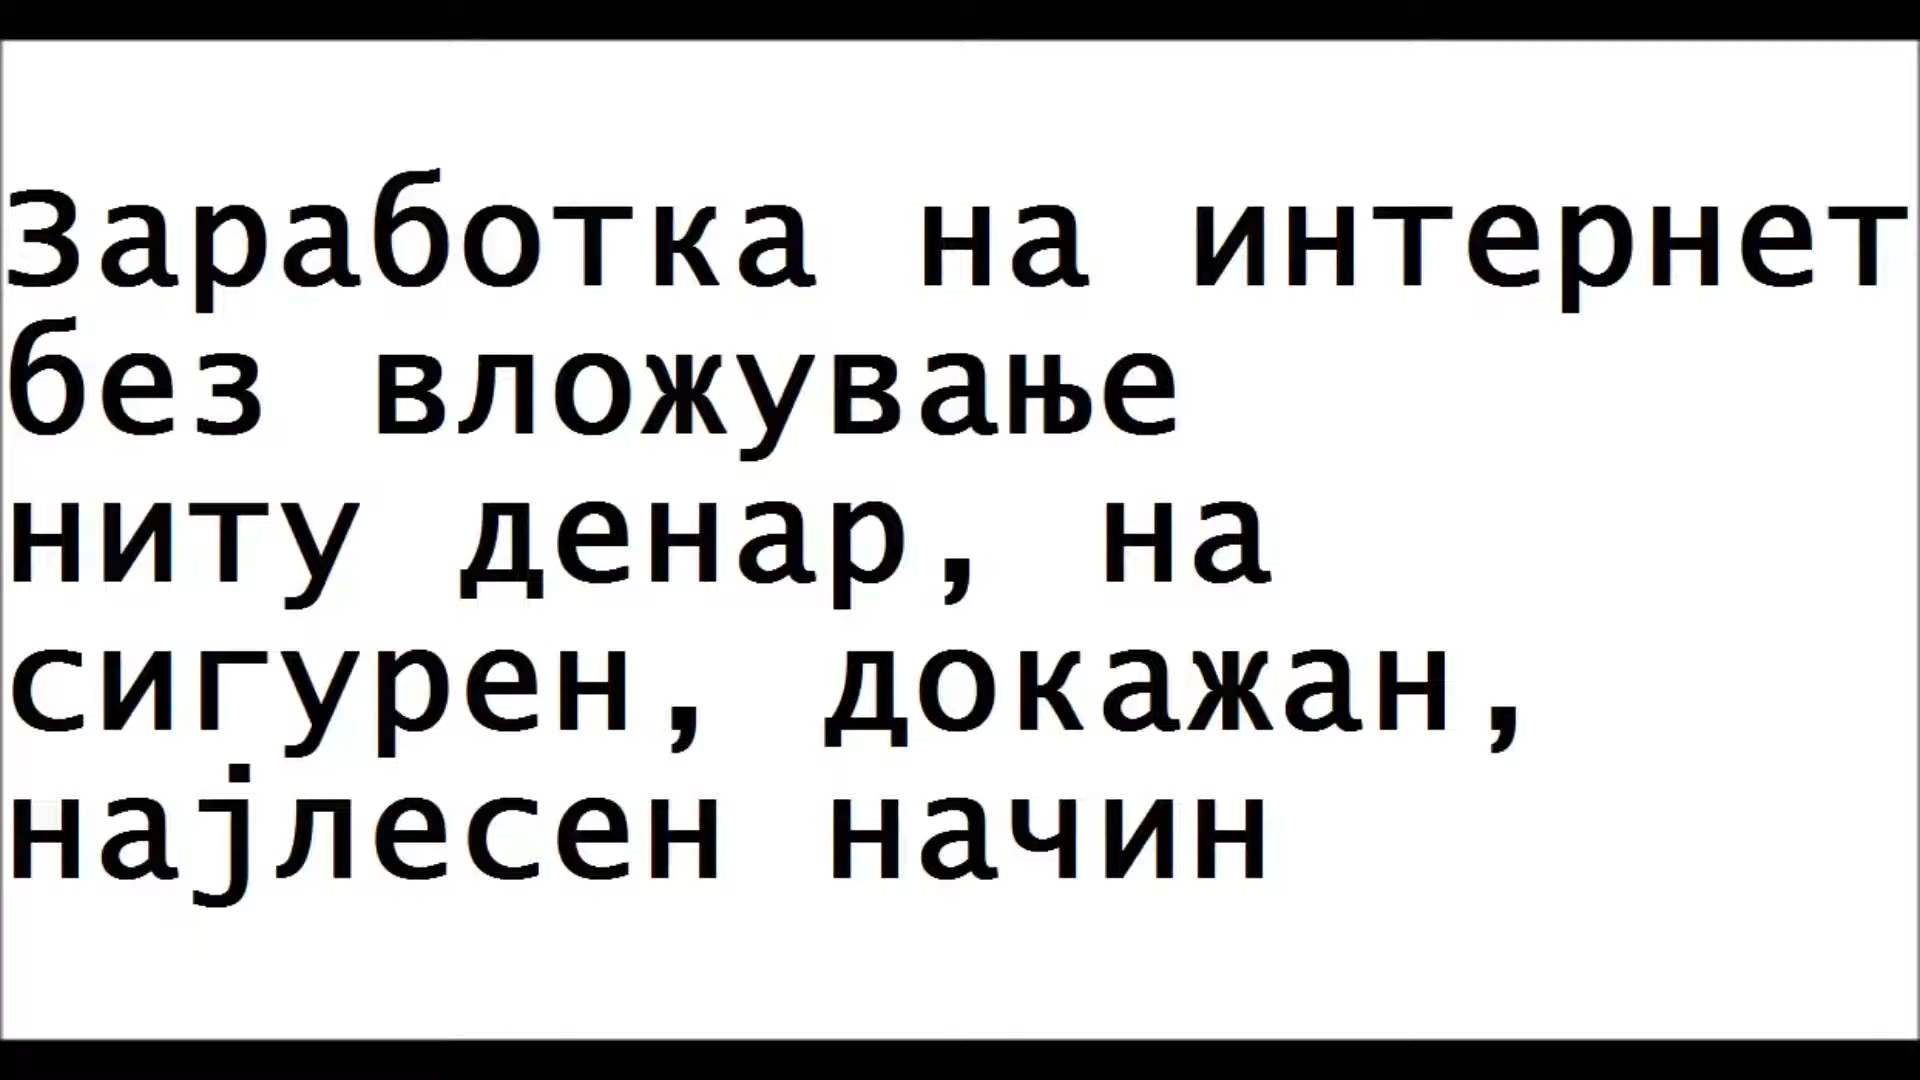 Заработка на интернет
без вложување
ниту денар, на
сигурен, докажан,
најлесен начин